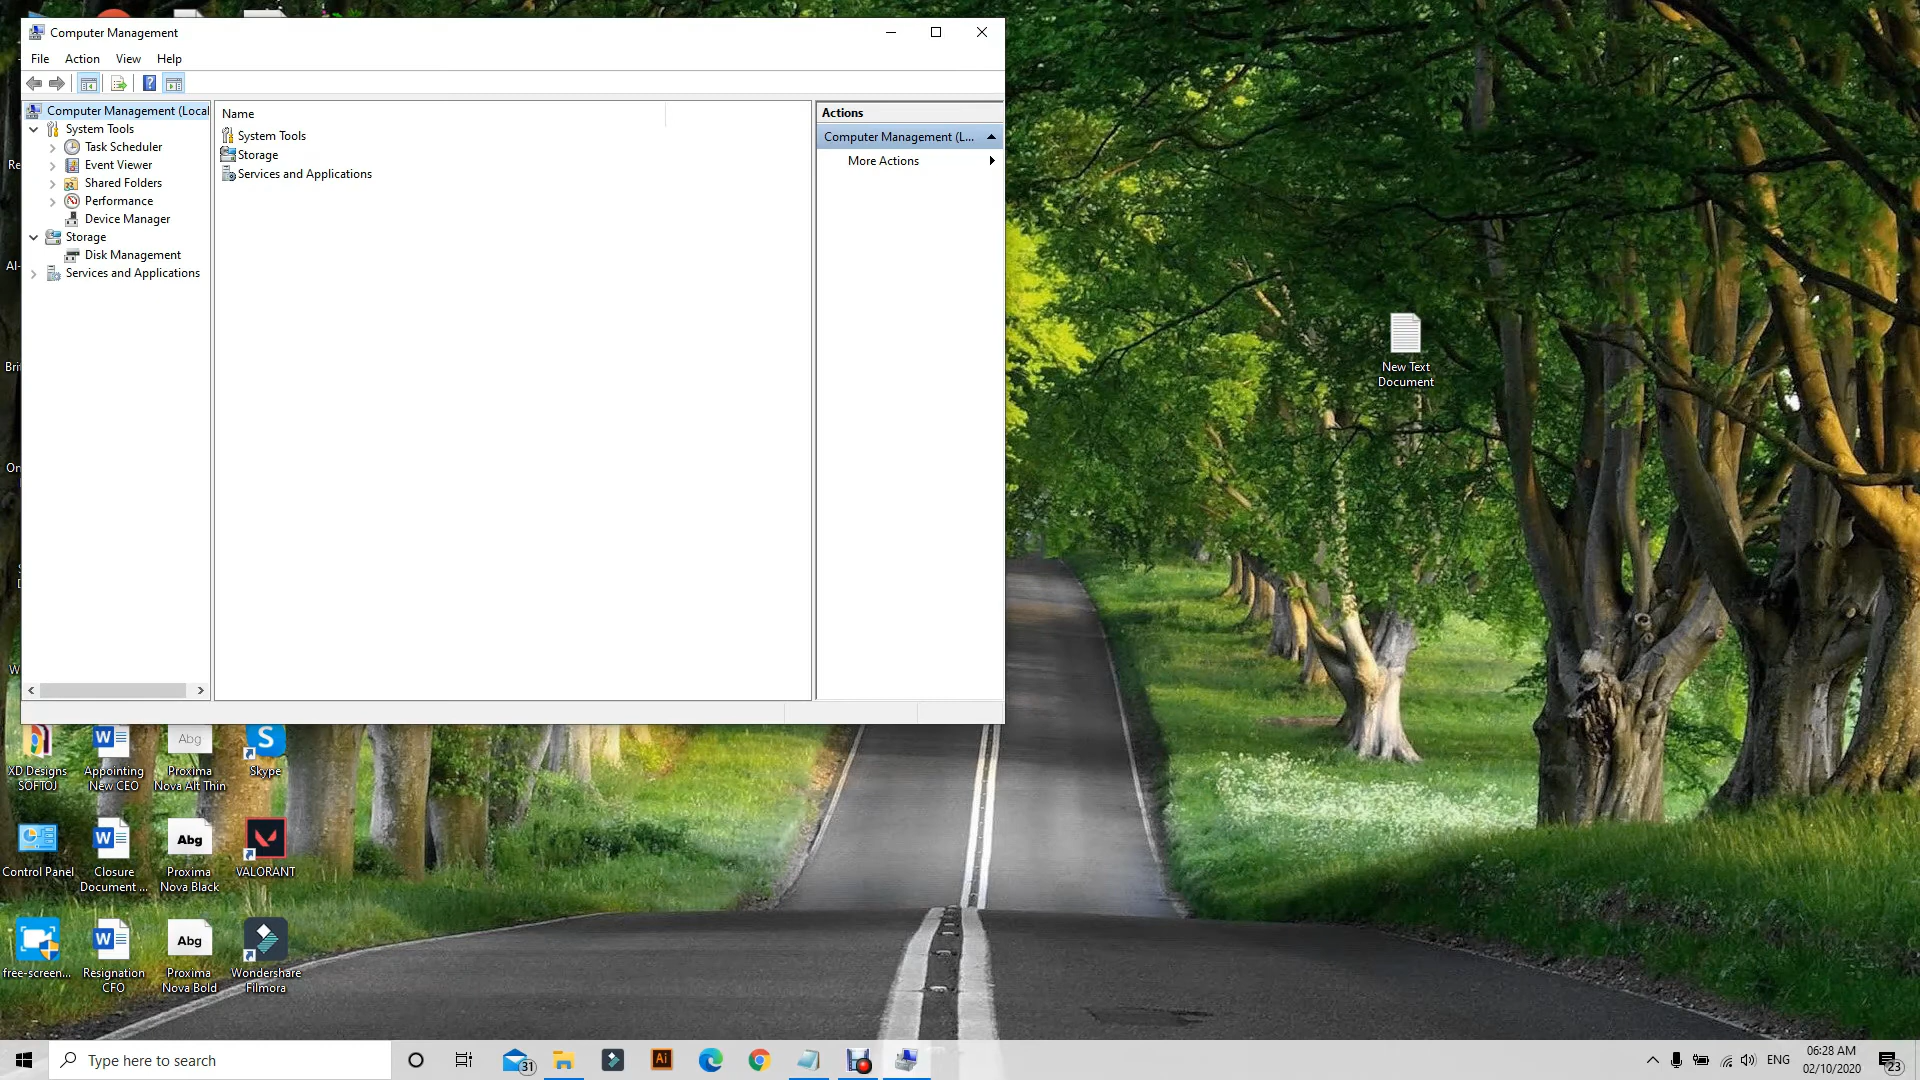 Computer Management
File Action View Help
Computer Management (Local
System Tools
Task Scheduler
Event Viewer
Shared Folders
Performance
Device Manager
Storage
Disk Management
Services and Applications
Name
System Tools
Storage
Services and Applications
Actions
Computer Management (L...
More Actions
New Text
Document
XD Designs
SOFTOJ
Appointing
New CEO
Abg
Proxima
Nova Alt Thin
Skype
Control Panel
Closure
Document ...
Abg
Proxima
Nova Black
VALORANT
free-screen...
Resignation
CFO
Abg
Proxima
Nova Bold
Wondershare
Filmora
Type here to search
31
Ai
ENG
06:28 AM
02/10/2020
23